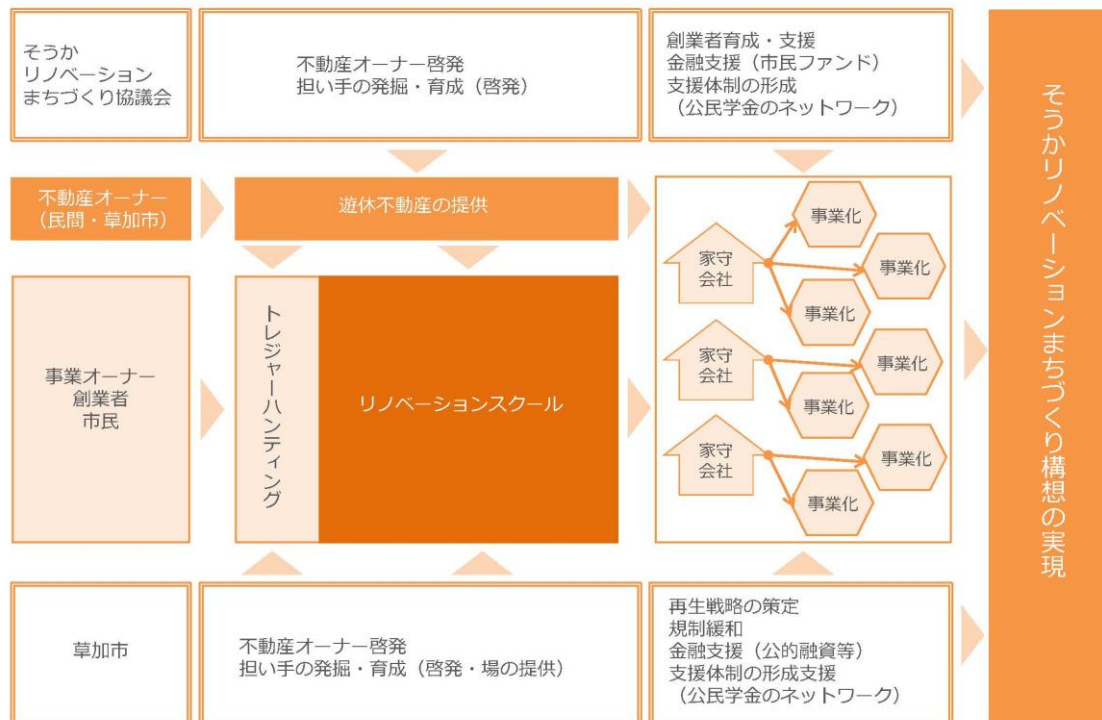 そうか
リノベーション
まちづくり協議会
不動産オーナー啓発
担い手の発掘・育成（啓発）
創業者育成・支援
金融支援（市民ファンド）
支援体制の形成
（公民学金のネットワーク）
不動産オーナー
（民間・草加市）
遊休不動産の提供
事業オーナー
創業者
市民
トレジャーハンティング
リノベーションスクール
家守
会社
事業化
事業化
事業化
家守
会社
事業化
事業化
家守
会社
事業化
事業化
草加市
不動産オーナー啓発
担い手の発掘・育成（啓発・場の提供）
再生戦略の策定
規制緩和
金融支援（公的融資等）
支援体制の形成支援
（公民学金のネットワーク）
そうかリノベーションまちづくり構想の実現